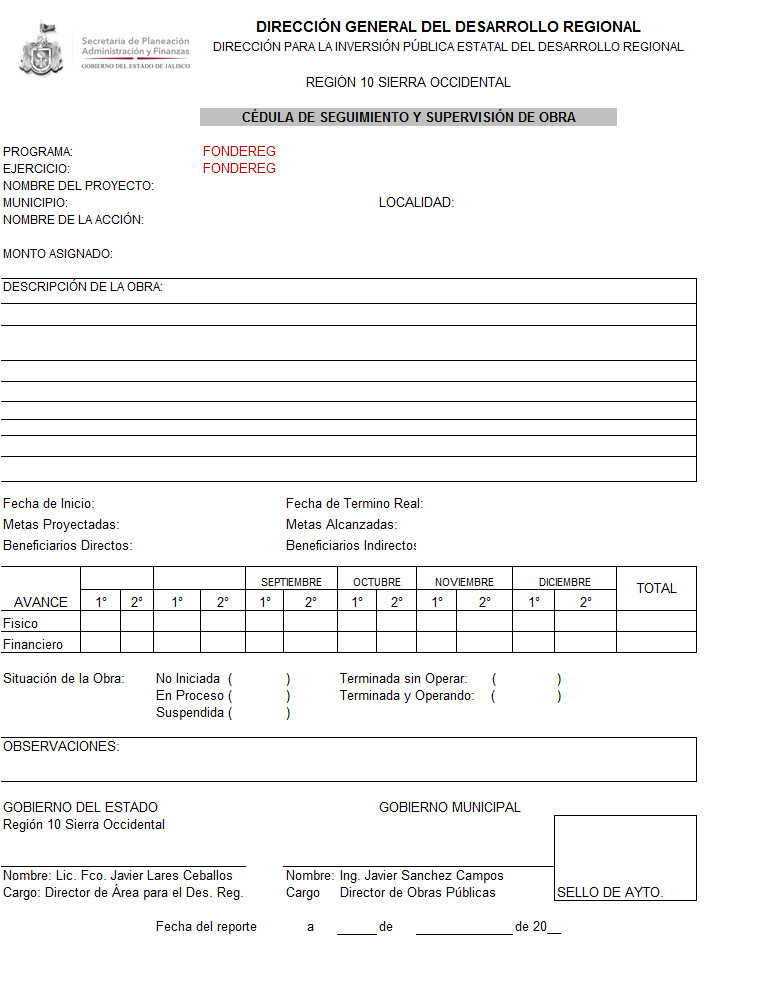 Secretaría de Planeación
Administración y Finanzas
GOBIERNO DEL ESTADO DE JALISCO
DIRECCIÓN GENERAL DEL DESARROLLO REGIONAL
DIRECCIÓN PARA LA INVERSIÓN PÚBLICA ESTATAL DEL DESARROLLO REGIONAL
REGIÓN 10 SIERRA OCCIDENTAL
CÉDULA DE SEGUIMIENTO Y SUPERVISIÓN DE OBRA
PROGRAMA: FONDEREG
EJERCICIO: FONDEREG
NOMBRE DEL PROYECTO:
MUNICIPIO: LOCALIDAD:
NOMBRE DE LA ACCIÓN:
MONTO ASIGNADO:
DESCRIPCIÓN DE LA OBRA:
Fecha de Inicio: Fecha de Termino Real:
Metas Proyectadas: Metas Alcanzadas:
Beneficiarios Directos: Beneficiarios Indirectos
SEPTIEMBRE OCTUBRE NOVIEMBRE DICIEMBRE TOTAL
AVANCE 1° 2° 1° 2° 1° 2° 1° 2° 1° 2° 1° 2°
Fisico
Financiero
Situación de la Obra: No Iniciada ( ) Terminada sin Operar: ( )
En Proceso ( ) Terminada y Operando: ( )
Suspendida ( )
OBSERVACIONES:
GOBIERNO DEL ESTADO GOBIERNO MUNICIPAL
Región 10 Sierra Occidental
Nombre: Lic. Fco. Javier Lares Ceballos Nombre: Ing. Javier Sanchez Campos
Cargo: Director de Área para el Des. Reg. Cargo Director de Obras Públicas SELLO DE AYTO.
Fecha del reporte a _____ de ____________ de 20__